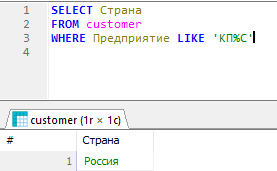 1 SELECT Страна
2 FROM customer
3 WHERE Предприятие LIKE 'КП%С'
4
customer (1r × 1c)
# Страна
1 Россия